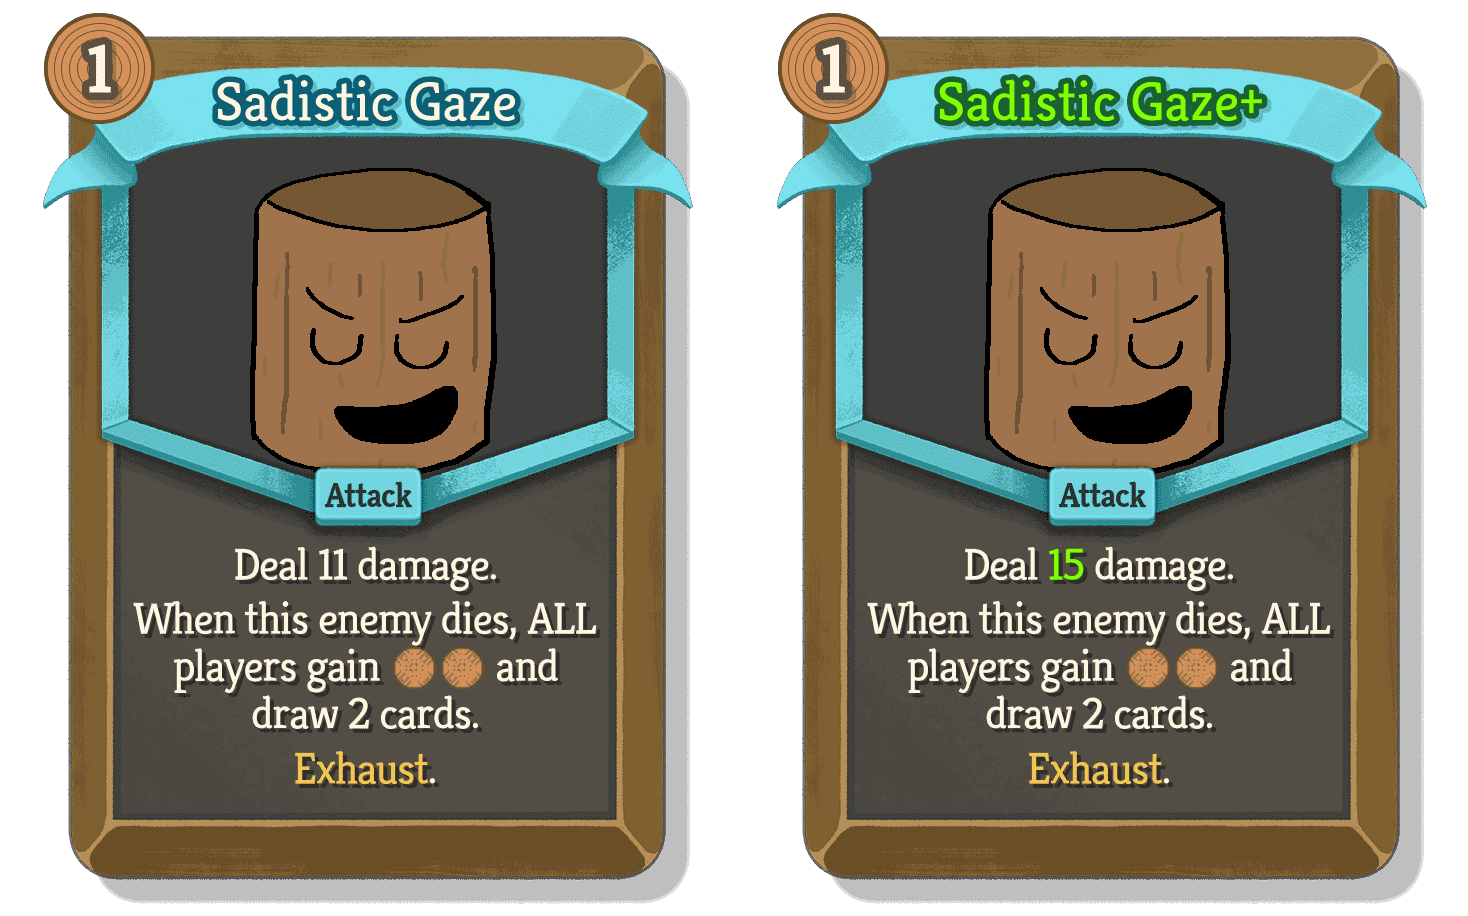 1
Sadistic Gaze
Attack
Deal 11 damage.
When this enemy dies, ALL
players gain and
draw 2 cards.
Exhaust.
1
Sadistic Gaze+
Attack
Deal 15 damage.
When this enemy dies, ALL
players gain and
draw 2 cards.
Exhaust.